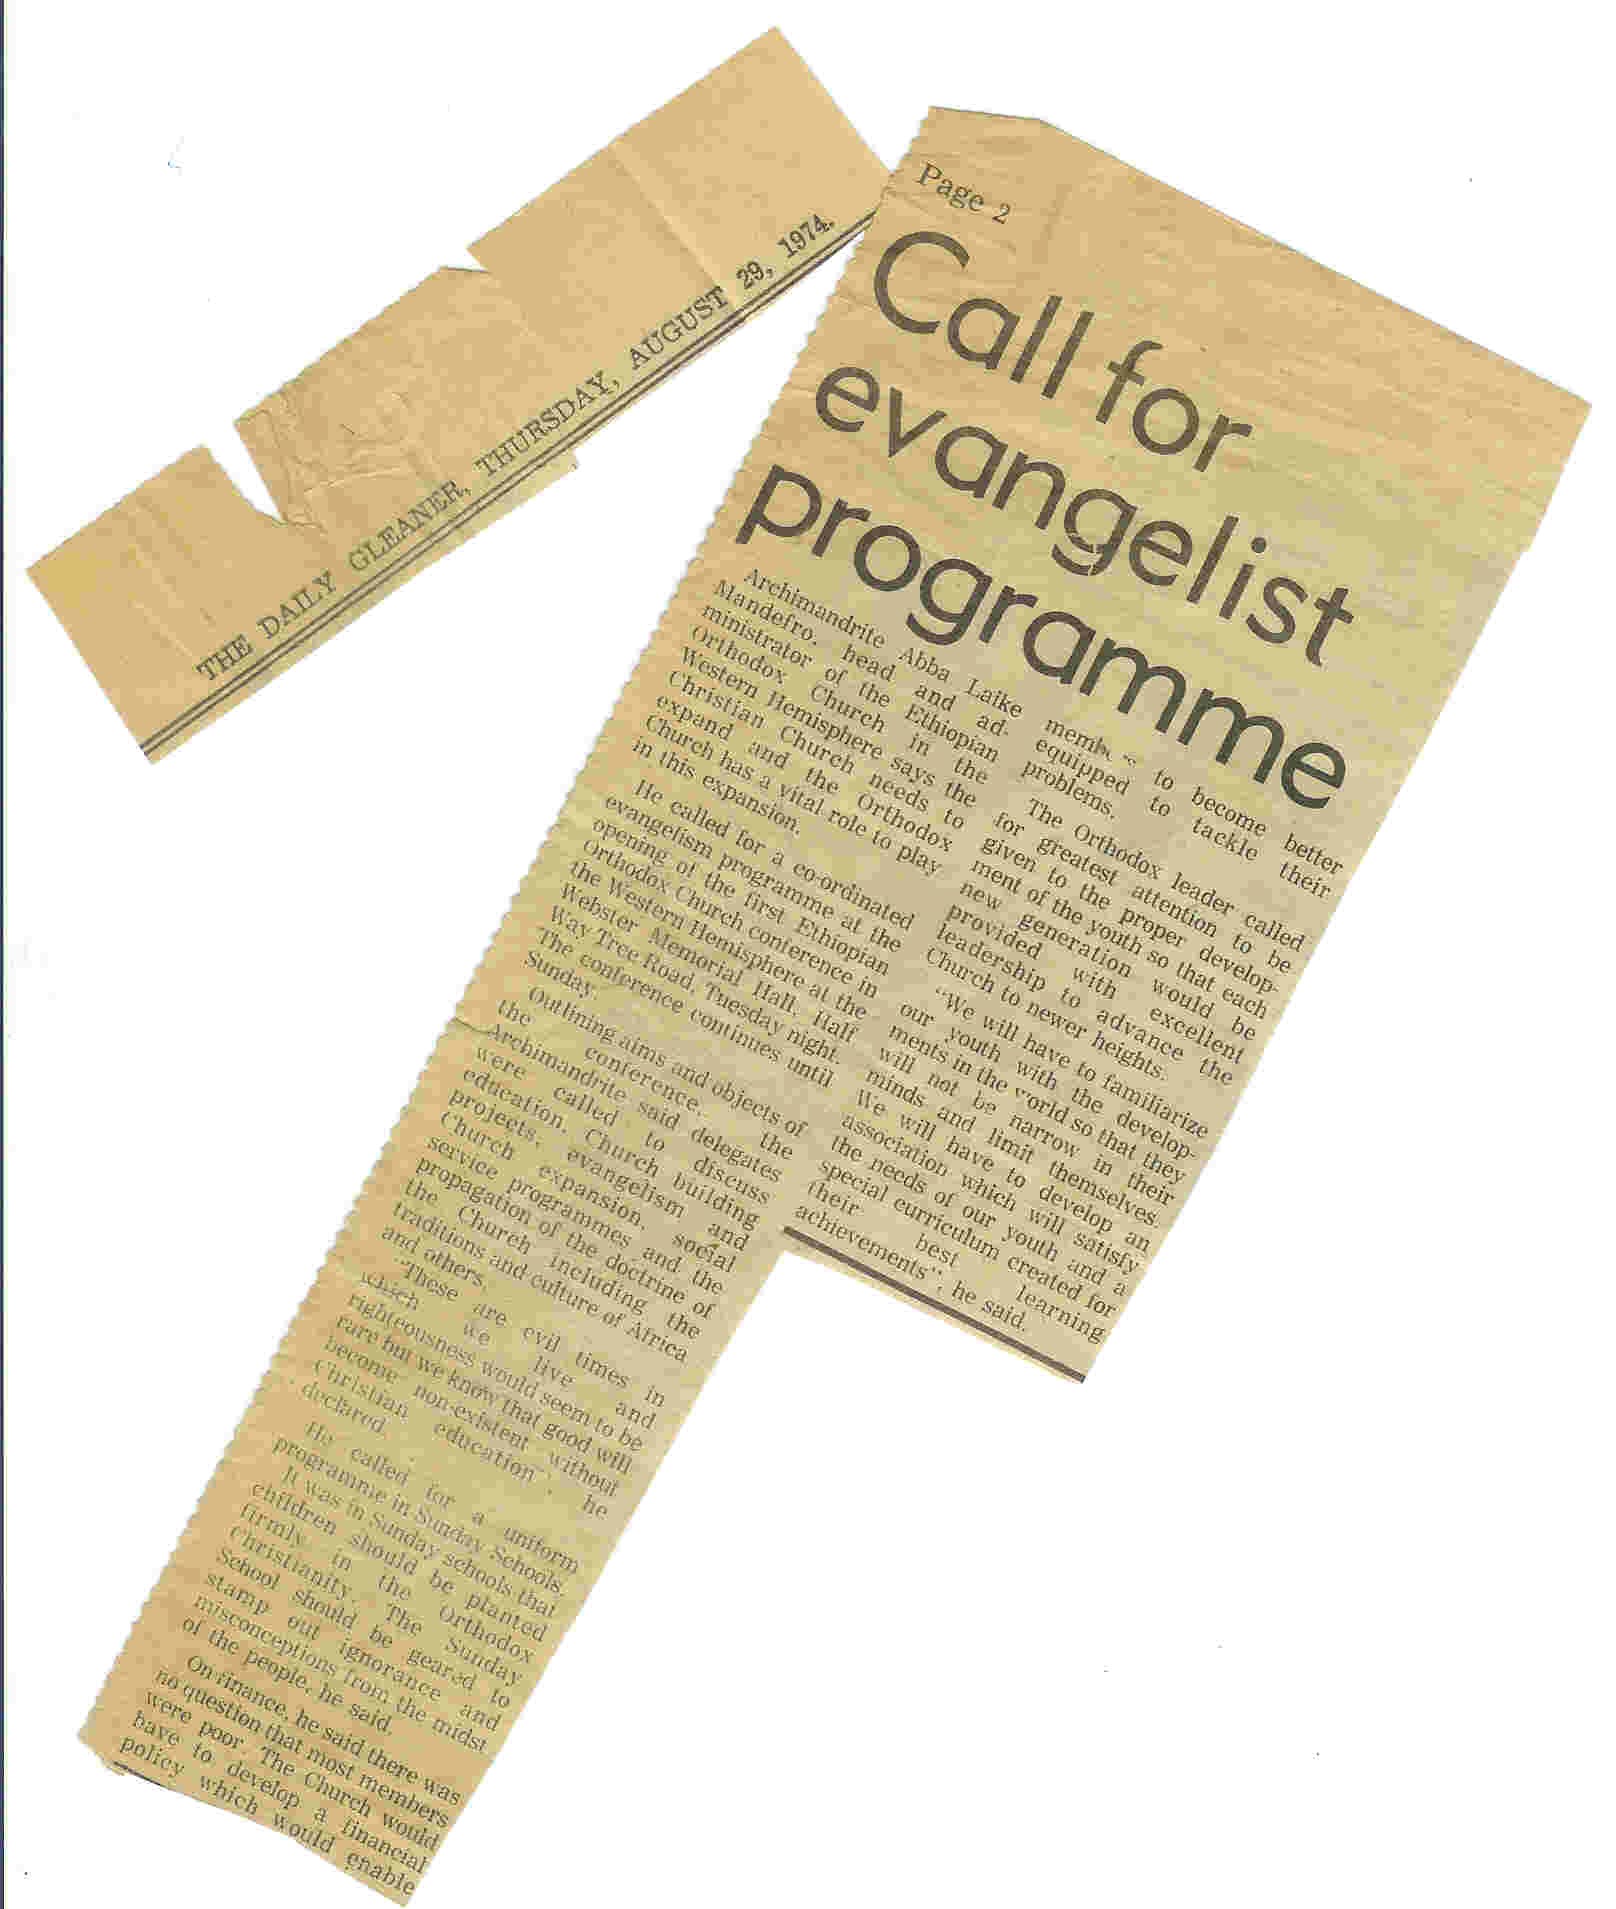 THE DAILY GLEANER, THURSDAY, AUGUST 29, 1974.
Page 2
Call for
evangelist
programme
Archimandrite Abba Laike
Mandefro, head and ad-
ministrator of the Ethiopian
Orthodox Church in the
Western Hemisphere says the
Christian Church needs to
expand and the Orthodox
Church has a vital role to play
in this expansion.
He called for a co-ordinated
evangelism programme at the
opening of the first Ethiopian
Orthodox Church conference in
the Western Hemisphere at the
Webster Memorial Hall, Half
Way Tree Road, Tuesday night.
The conference continues until
Sunday.
Outlining aims and objects of
the conference, the
Archimandrite said delegates
were called to discuss
education, Church building
projects, evangelism and
Church expansion, social
service programmes and the
propagation of the doctrine of
the Church including the
traditions and culture of Africa
and others.
"These are evil times in
which we live and
righteousness would seem to be
rare but we know that good will
become non-existent without
Christian education", he
declared.
He called for a uniform
programme in Sunday Schools.
It was in Sunday schools that
children should be planted
firmly in the Orthodox
Christianity. The Sunday
School should be geared to
stamp out ignorance and
misconceptions from the midst
of the people, he said.
On finance, he said there was
no question that most members
were poor. The Church would
have to develop a financial
policy which would enable
to become better
equipped to tackle their
problems.
The Orthodox leader called
for greatest attention to be
given to the proper develop-
ment of the youth so that each
new generation would be
provided with excellent
leadership to advance the
Church to newer heights.
"We will have to familiarize
our youth with the develop-
ments in the world so that they
will not be narrow in their
minds and limit themselves.
We will have to develop an
association which will satisfy
the needs of our youth and a
special curriculum created for
their best learning
achievements", he said.